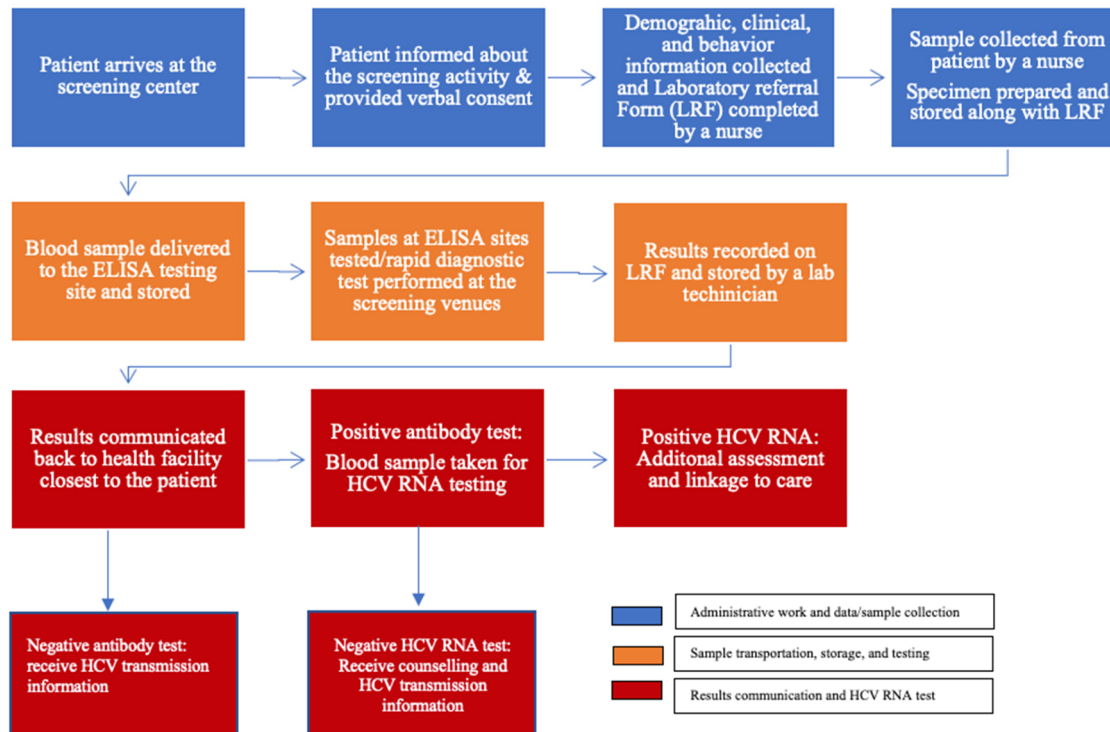 Patient arrives at the
screening center
Patient informed about
the screening activity &
provided verbal consent
Demograhic, clinical,
and behavior
information collected
and Laboratory referral
Form (LRF) completed
by a nurse
Sample collected from
patient by a nurse
Specimen prepared and
stored along with LRF
Blood sample delivered
to the ELISA testing
site and stored
Samples at ELISA sites
tested/rapid diagnostic
test performed at the
screening venues
Results recorded on
LRF and stored by a lab
techinician
Results communicated
back to health facility
closest to the patient
Positive antibody test:
Blood sample taken for
HCV RNA testing
Positive HCV RNA:
Additonal assessment
and linkage to care
Negative antibody test:
receive HCV transmission
information
Negative HCV RNA test:
Receive counselling and
HCV transmission
information
Administrative work and data/sample collection
Sample transportation, storage, and testing
Results communication and HCV RNA test